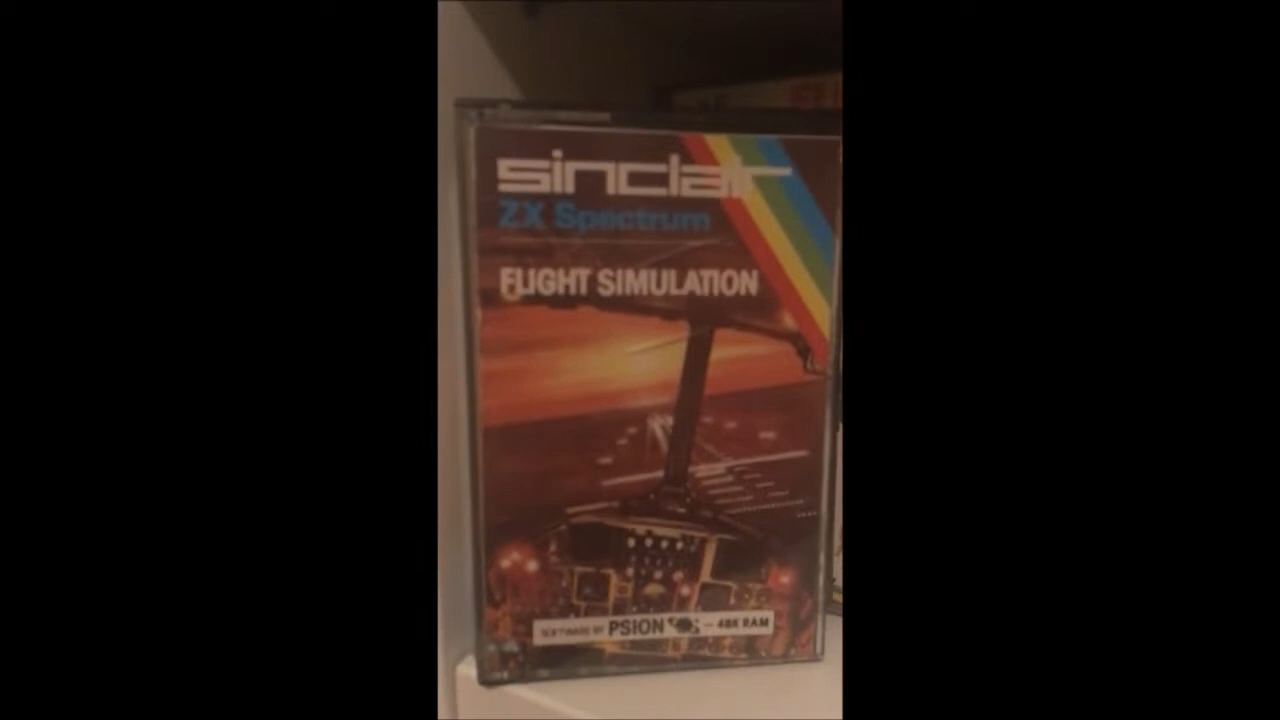 sinclair
ZX Spectrum
FLIGHT SIMULATION
SOFTWARE BY PSION — 48K RAM